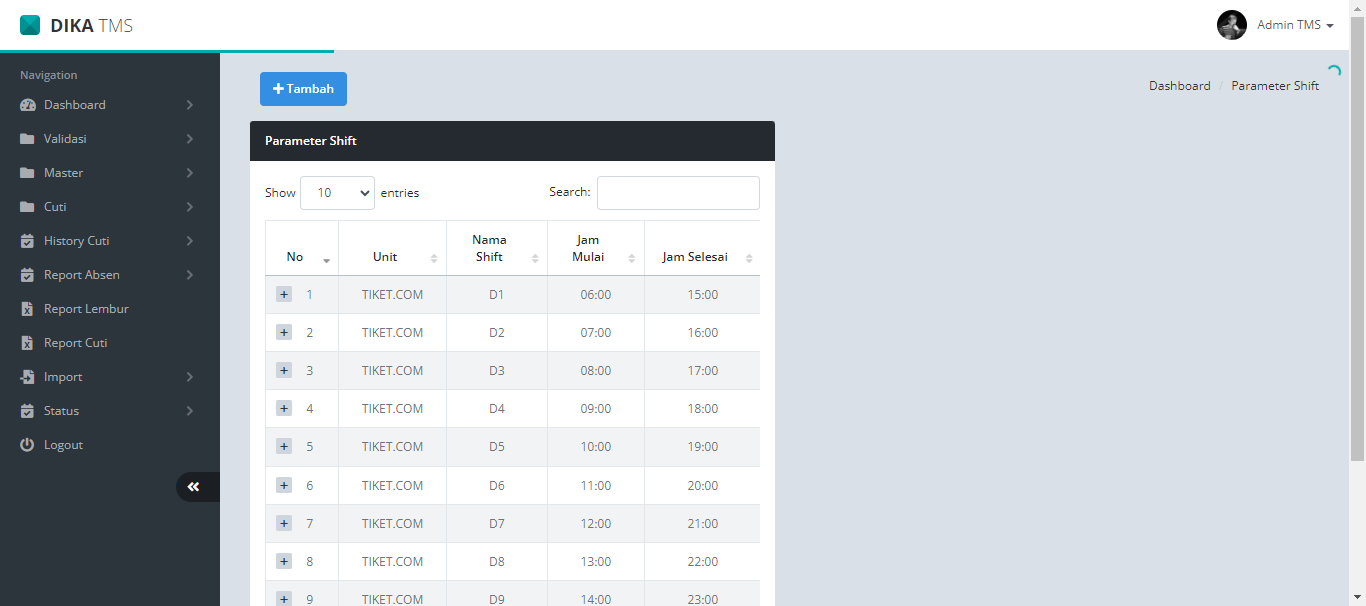 DIKA TMS
Admin TMS
Navigation
Dashboard
Validasi
Master
Cuti
History Cuti
Report Absen
Report Lembur
Report Cuti
Import
Status
Logout
Tambah
Dashboard / Parameter Shift
Parameter Shift
Show 10 entries
Search:
No Unit Nama Shift Jam Mulai Jam Selesai
+ 1 TIKET.COM D1 06:00 15:00
+ 2 TIKET.COM D2 07:00 16:00
+ 3 TIKET.COM D3 08:00 17:00
+ 4 TIKET.COM D4 09:00 18:00
+ 5 TIKET.COM D5 10:00 19:00
+ 6 TIKET.COM D6 11:00 20:00
+ 7 TIKET.COM D7 12:00 21:00
+ 8 TIKET.COM D8 13:00 22:00
+ 9 TIKET.COM D9 14:00 23:00